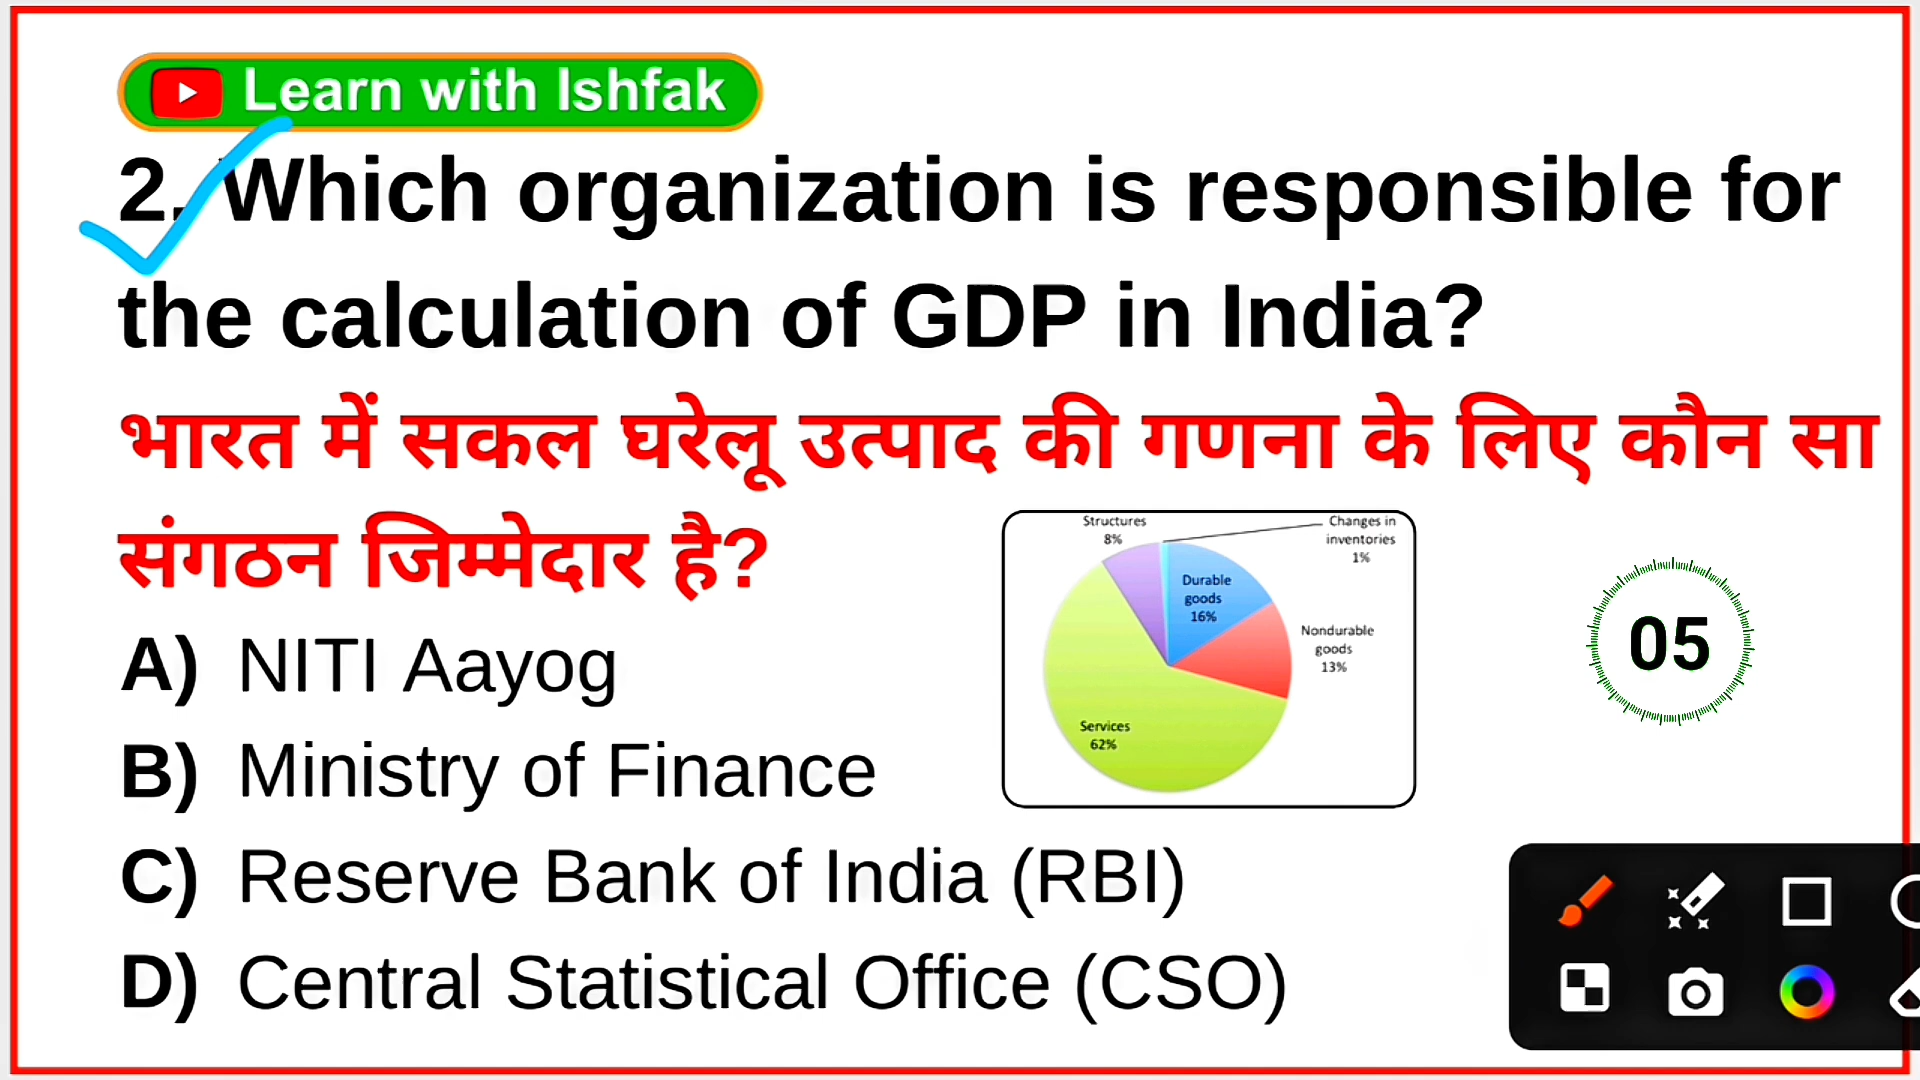 Learn with Ishfak
2. Which organization is responsible for
the calculation of GDP in India?
भारत में सकल घरेलू उत्पाद की गणना के लिए कौन सा
संगठन जिम्मेदार है?
Structures
8%
Changes in
inventories
1%
Durable
goods
16%
Nondurable
goods
13%
Services
62%
05
A) NITI Aayog
B) Ministry of Finance
C) Reserve Bank of India (RBI)
D) Central Statistical Office (CSO)